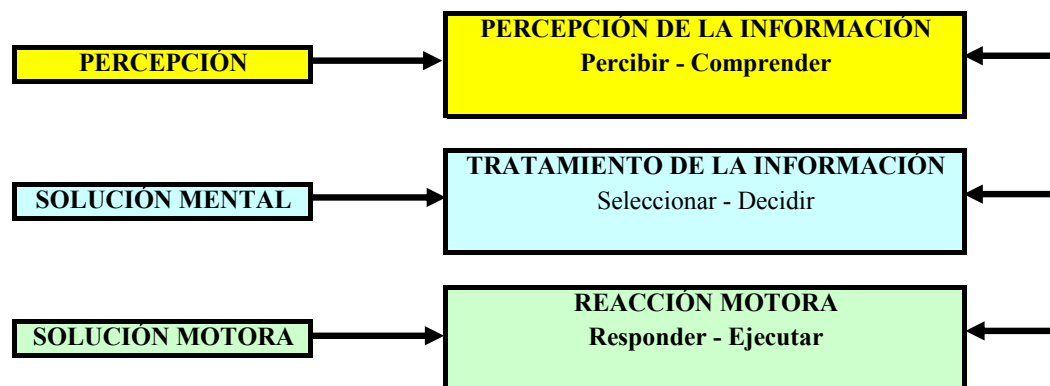 PERCEPCIÓN DE LA INFORMACIÓN
PERCEPCIÓN
Percibir - Comprender
TRATAMIENTO DE LA INFORMACIÓN
SOLUCIÓN MENTAL
Seleccionar - Decidir
REACCIÓN MOTORA
SOLUCIÓN MOTORA
Responder - Ejecutar